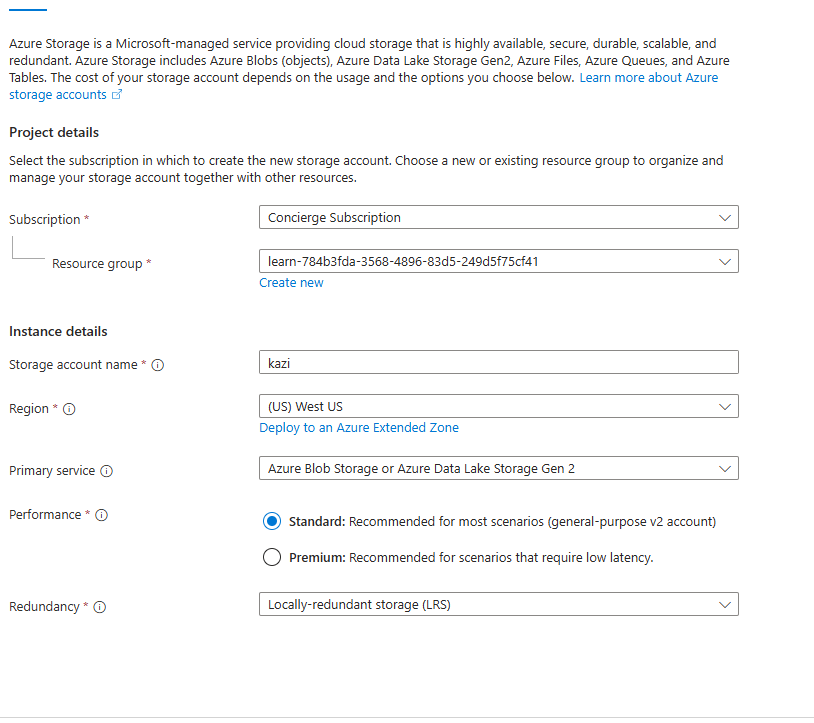 Azure Storage is a Microsoft-managed service providing cloud storage that is highly available, secure, durable, scalable, and
redundant. Azure Storage includes Azure Blobs (objects), Azure Data Lake Storage Gen2, Azure Files, Azure Queues, and Azure
Tables. The cost of your storage account depends on the usage and the options you choose below. Learn more about Azure
storage accounts
Project details
Select the subscription in which to create the new storage account. Choose a new or existing resource group to organize and
manage your storage account together with other resources.
Subscription * Concierge Subscription
Resource group * learn-784b3fda-3568-4896-83d5-249d5f75cf41
Create new
Instance details
Storage account name * kazi
Region * (US) West US
Deploy to an Azure Extended Zone
Primary service Azure Blob Storage or Azure Data Lake Storage Gen 2
Performance * Standard: Recommended for most scenarios (general-purpose v2 account)
Premium: Recommended for scenarios that require low latency.
Redundancy * Locally-redundant storage (LRS)